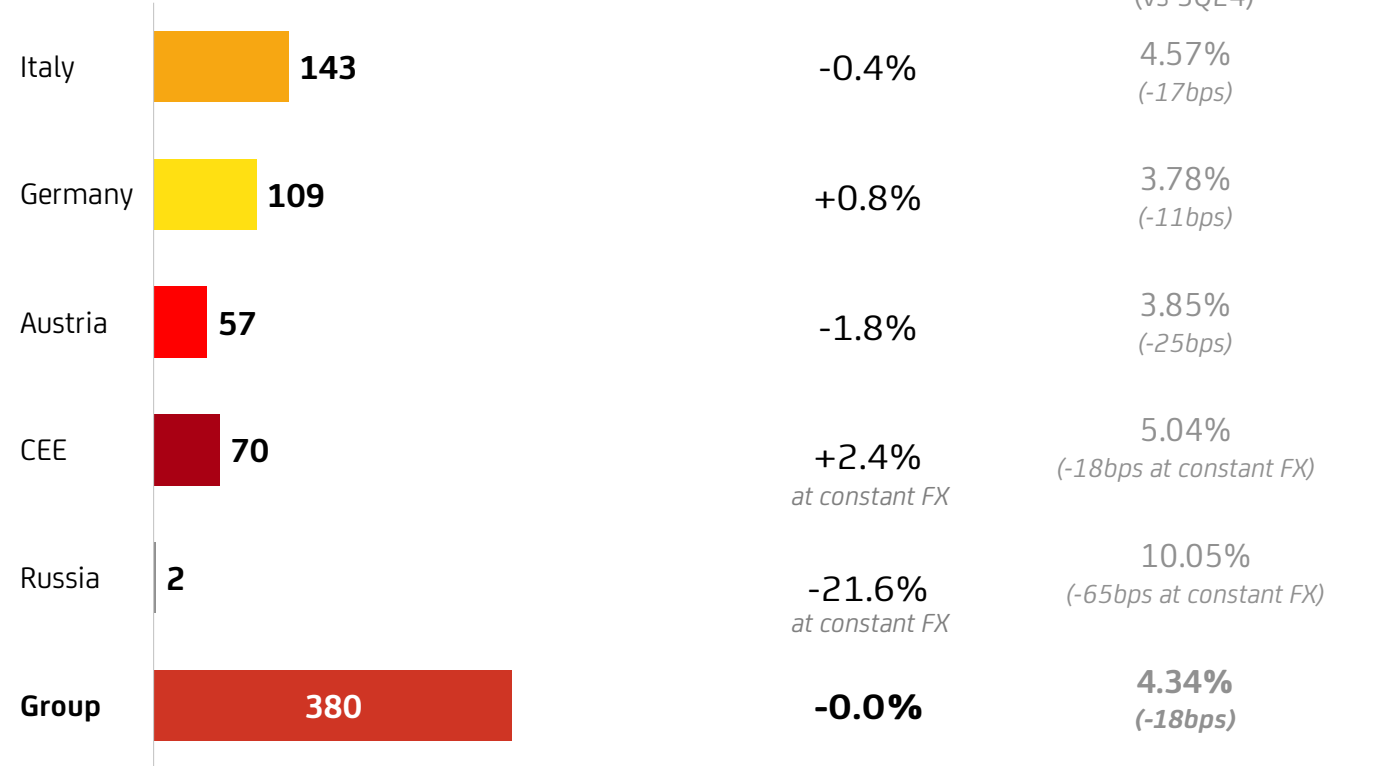 Italy 143 -0.4% 4.57%
(-17bps)
Germany 109 +0.8% 3.78%
(-11bps)
Austria 57 -1.8% 3.85%
(-25bps)
CEE 70 +2.4% 5.04%
at constant FX (-18bps at constant FX)
Russia 2 -21.6% 10.05%
at constant FX (-65bps at constant FX)
Group 380 -0.0% 4.34%
(-18bps)